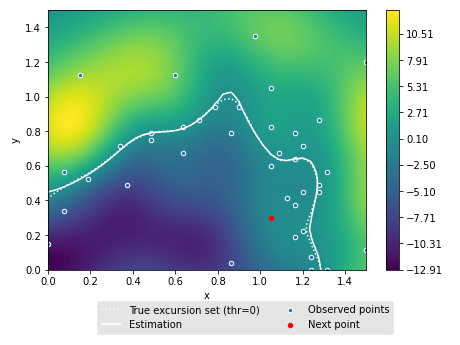 1.4
1.2
1.0
0.8
0.6
0.4
0.2
0.0
y
0.0 0.2 0.4 0.6 0.8 1.0 1.2 1.4
x
10.51
7.91
5.31
2.71
0.10
−2.50
−5.10
−7.71
−10.31
−12.91
True excursion set (thr=0)
Estimation
Observed points
Next point